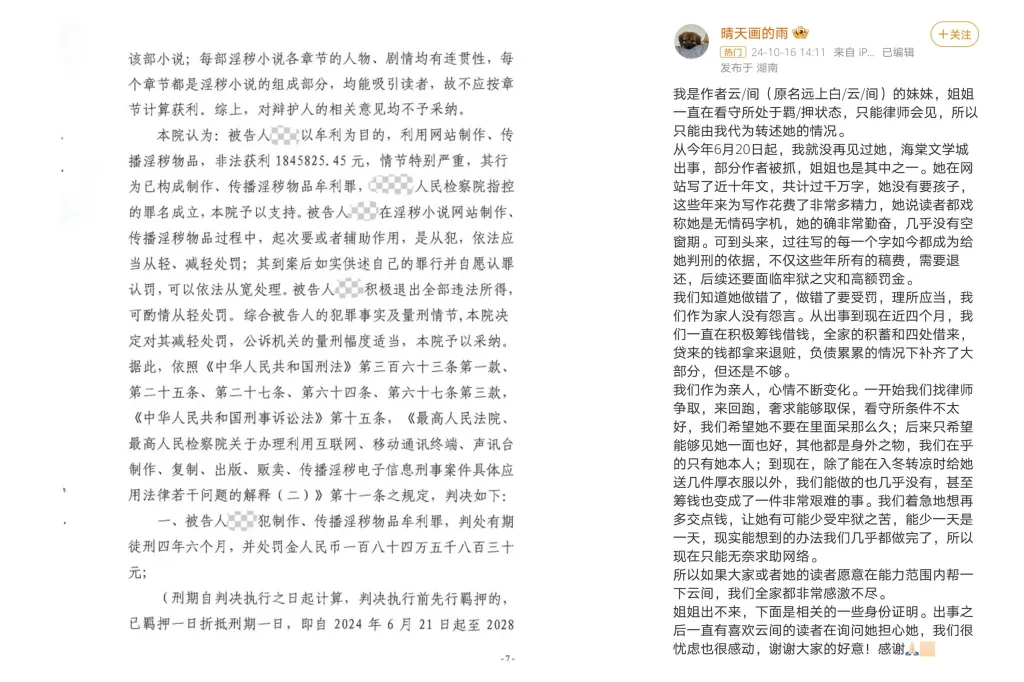 该部小说；每部淫秽小说各章节的人物、剧情均有连贯性，每
个章节都是淫秽小说的组成部分，均能吸引读者，故不应按章
节计算获利。综上，对辩护人的相关意见均不予采纳。
本院认为：被告人以牟利为目的，利用网站制作、传
播淫秽物品，非法获利1845825.45元，情节特别严重，其行
为已构成制作、传播淫秽物品牟利罪，人民检察院指控
的罪名成立，本院予以支持。被告人在淫秽小说网站制作、
传播淫秽物品过程中，起次要或者辅助作用，是从犯，依法应
当从轻、减轻处罚；其到案后如实供述自己的罪行并自愿认罪
认罚，可以依法从宽处理。被告人积极退出全部违法所得，
可酌情从轻处罚。综合被告人的犯罪事实及量刑情节，本院决
定对其减轻处罚，公诉机关的量刑幅度适当，本院予以采纳。
据此，依照《中华人民共和国刑法》第三百六十三条第一款、
第二十五条、第二十七条、第六十四条、第六十七条第三款，
《中华人民共和国刑事诉讼法》第十五条，《最高人民法院、
最高人民检察院关于办理利用互联网、移动通讯终端、声讯台
制作、复制、出版、贩卖、传播淫秽电子信息刑事案件具体应
用法律若干问题的解释（二）》第十一条之规定，判决如下：
一、被告人犯制作、传播淫秽物品牟利罪，判处有期
徒刑四年六个月，并处罚金人民币一百八十四万五千八百三十
元；
（刑期自判决执行之日起计算，判决执行前先行羁押的，
已羁押一日折抵刑期一日，即自2024年6月21日起至2028
-7-
晴天画的雨
+关注
热门 24-10-16 14:11 来自 iP... 已编辑
发布于 湖南
我是作者云/间（原名远上白/云/间）的妹妹，姐姐
一直在看守所处于羁/押状态，只能律师会见，所以
只能由我代为转述她的情况。
从今年6月20日起，我就没再见过她，海棠文学城
出事，部分作者被抓，姐姐也是其中之一。她在网
站写了近十年文，共计过千万字，她没有要孩子，
这些年来为写作花费了非常多精力，她说读者都戏
称她是无情码字机，她的确非常勤奋，几乎没有空
窗期。可到头来，过往写的每一个字如今都成为给
她判刑的依据，不仅这些年所有的稿费，需要退
还，后续还要面临牢狱之灾和高额罚金。
我们知道她做错了，做错了要受罚，理所应当，我
们作为家人没有怨言。从出事到现在近四个月，我
们一直在积极筹钱借钱，全家的积蓄和四处借来，
贷来的钱都拿来退赃，负债累累的情况下补齐了大
部分，但还是不够。
我们作为亲人，心情不断变化。一开始我们找律师
争取，来回跑，奢求能够取保，看守所条件不太
好，我们希望她不要在里面呆那么久；后来只希望
能够见她一面也好，其他都是身外之物，我们在乎
的只有她本人；到现在，除了能在入冬转凉时给她
送几件厚衣服以外，我们能做的也几乎没有，甚至
筹钱也变成了一件非常艰难的事。我们着急地想再
多交点钱，让她有可能少受牢狱之苦，能少一天是
一天，现实能想到的办法我们几乎都做完了，所以
现在只能无奈求助网络。
所以如果大家或者她的读者愿意在能力范围内帮一
下云间，我们全家都非常感激不尽。
姐姐出不来，下面是相关的一些身份证明。出事之
后一直有喜欢云间的读者在询问她担心她，我们很
忧虑也很感动，谢谢大家的好意！感谢🙏🏻